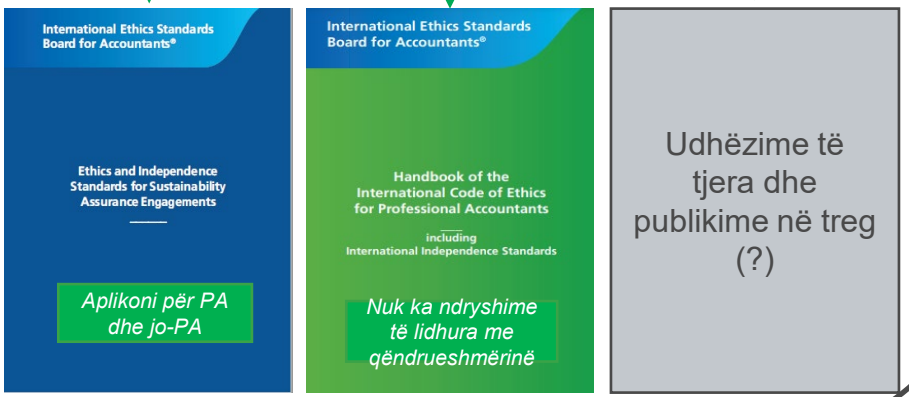 International Ethics Standards
Board for Accountants®
Ethics and Independence
Standards for Sustainability
Assurance Engagements
Aplikoni për PA
dhe jo-PA
International Ethics Standards
Board for Accountants®
Handbook of the
International Code of Ethics
for Professional Accountants
including
International Independence Standards
Nuk ka ndryshime
të lidhura me
qëndrueshmërinë
Udhëzime të
tjera dhe
publikime në treg
(?)